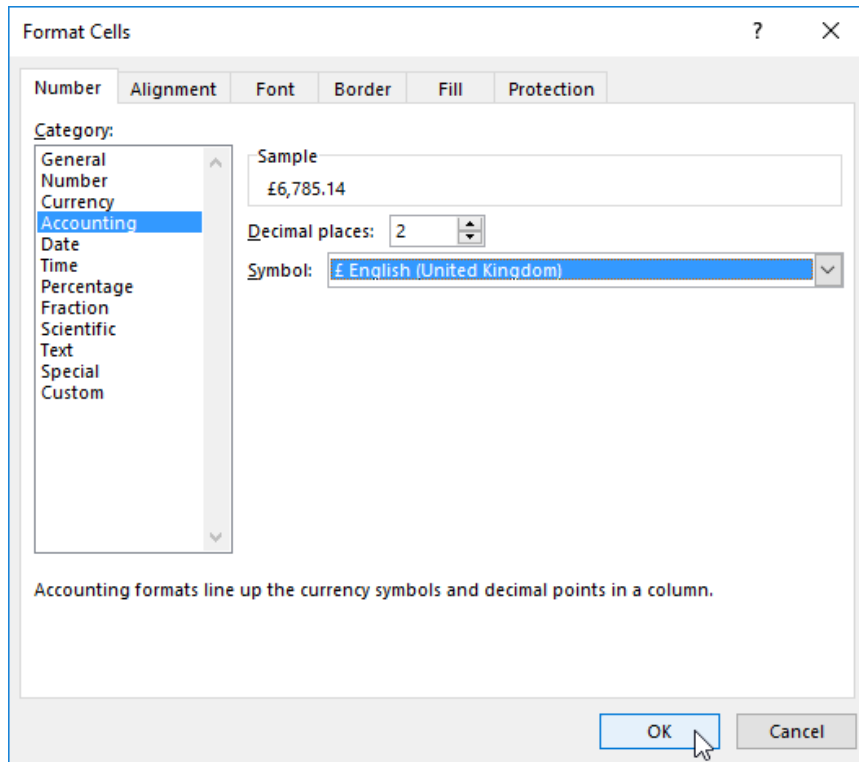 Format Cells ?
Number Alignment Font Border Fill Protection
Category:
General
Number
Currency
Accounting
Date
Time
Percentage
Fraction
Scientific
Text
Special
Custom
Sample
£6,785.14
Decimal places: 2
Symbol: £ English (United Kingdom)
Accounting formats line up the currency symbols and decimal points in a column.
OK Cancel